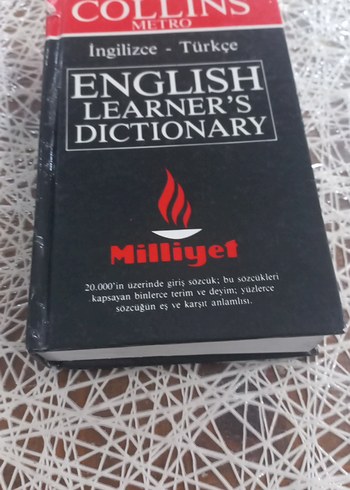 COLLINS
METRO
İngilizce - Türkçe
ENGLISH
LEARNER'S
DICTIONARY
Milliyet
20.000'in üzerinde giriş sözcük; bu sözcükleri
kapsayan binlerce terim ve deyim; yüzlerce
sözcüğün eş ve karşıt anlamlısı.